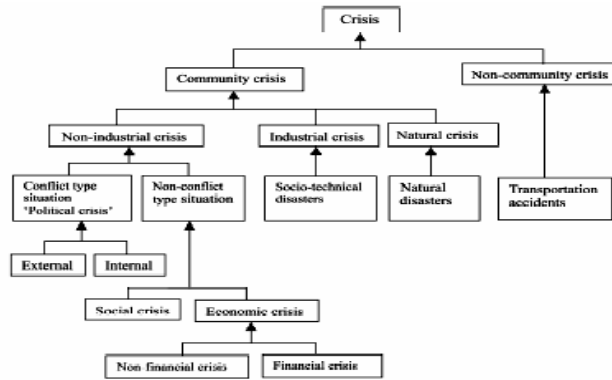 Crisis
Community crisis
Non-community crisis
Non-industrial crisis
Industrial crisis
Natural crisis
Conflict type
situation
"Political crisis"
Non-conflict
type situation
Socio-technical
disasters
Natural
disasters
Transportation
accidents
External
Internal
Social crisis
Economic crisis
Non-financial crisis
Financial crisis